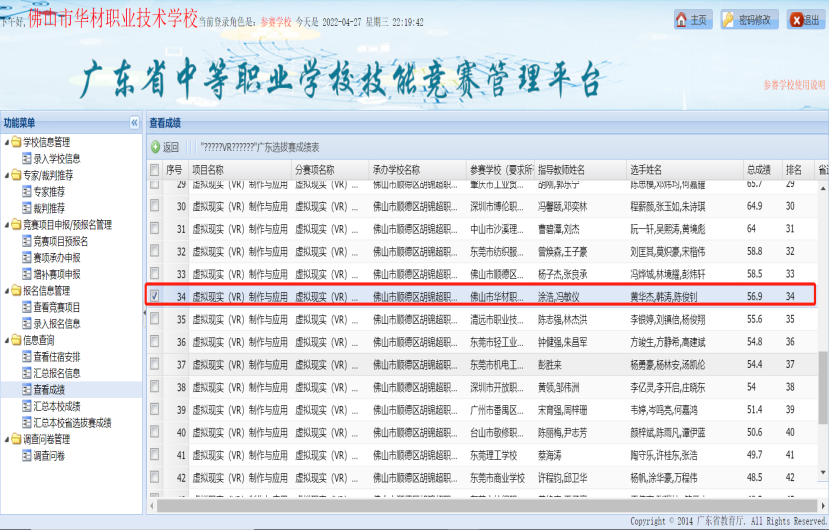 下午好,佛山市华材职业技术学校当前登录角色是: 参赛学校 今天是 2022-04-27 星期三 22:19:42
主页 密码修改 退出
广东省中等职业学校技能竞赛管理平台
参赛学校使用说明
功能菜单
学校信息管理
录入学校信息
专家/裁判推荐
专家推荐
裁判推荐
竞赛项目申报/预报名管理
竞赛项目预报名
赛项承办申报
增补赛项申报
报名信息管理
查看竞赛项目
录入报名信息
信息查询
查看住宿安排
汇总报名信息
查看成绩
汇总本校成绩
汇总本校省选拔赛成绩
调查问卷管理
调查问卷
查看成绩
返回 "?????VR??????"广东选拔赛成绩表
序号 项目名称 分赛项名称 承办学校名称 参赛学校（要求所 指导教师姓名 选手姓名 总成绩 排名
29 虚拟现实（VR）制作与应用 虚拟现实（VR）... 佛山市顺德区胡锦超职... 肇庆市工业贸... 胡刚,郭乐宁 陈思模,邓炜均,何嘉耀 65.7 29
30 虚拟现实（VR）制作与应用 虚拟现实（VR）... 佛山市顺德区胡锦超职... 深圳市博伦职... 冯馨颐,邓奕林 程薪颜,张玉如,朱诗琪 64.9 30
31 虚拟现实（VR）制作与应用 虚拟现实（VR）... 佛山市顺德区胡锦超职... 中山市沙溪理... 曹碧潭,刘杰 阮一轩,吴熙涛,黄境彪 64 31
32 虚拟现实（VR）制作与应用 虚拟现实（VR）... 佛山市顺德区胡锦超职... 东莞市纺织服... 曾焕森,王子豪 刘匡其,莫炽豪,宋楷伟 58.8 32
33 虚拟现实（VR）制作与应用 虚拟现实（VR）... 佛山市顺德区胡锦超职... 佛山市顺德区... 杨子杰,张良承 冯烨城,林境耀,彭炜轩 58.5 33
34 虚拟现实（VR）制作与应用 虚拟现实（VR）... 佛山市顺德区胡锦超职... 佛山市华材职... 涂浩,冯敏仪 黄华杰,韩涛,陈俊钊 56.9 34
35 虚拟现实（VR）制作与应用 虚拟现实（VR）... 佛山市顺德区胡锦超职... 清远市职业技... 陈志强,林杰洪 李银婷,刘镇倍,杨俊翔 55.6 35
36 虚拟现实（VR）制作与应用 虚拟现实（VR）... 佛山市顺德区胡锦超职... 东莞市轻工业... 钟健强,朱昌军 方竣生,方静希,高建斌 54.8 36
37 虚拟现实（VR）制作与应用 虚拟现实（VR）... 佛山市顺德区胡锦超职... 东莞市机电工... 彭胜来 杨勇豪,杨林安,汤凯伦 54.4 37
38 虚拟现实（VR）制作与应用 虚拟现实（VR）... 佛山市顺德区胡锦超职... 深圳市开放职... 黄领,邹伟洲 李亿灵,李开启,庄晓东 54 38
39 虚拟现实（VR）制作与应用 虚拟现实（VR）... 佛山市顺德区胡锦超职... 广州市番禺区... 宋育强,周梓珊 韦婷,岑鸣亮,何嘉鸿 51.4 39
40 虚拟现实（VR）制作与应用 虚拟现实（VR）... 佛山市顺德区胡锦超职... 台山市敬修职... 陈丽梅,尹志芳 颜梓斌,陈雨凡,谭伊蓝 50.6 40
41 虚拟现实（VR）制作与应用 虚拟现实（VR）... 佛山市顺德区胡锦超职... 东莞理工学校 蔡海涛 陶守乐,许桂东,张浩 49.7 41
42 虚拟现实（VR）制作与应用 虚拟现实（VR）... 佛山市顺德区胡锦超职... 东莞市商业学校 许程钧,邱卫华 杨帆,涂华豪,万程伟 48.5 42
Copyright © 2014 广东省教育厅. All Rights Reserved.